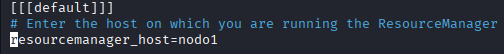 [[[default]]]
# Enter the host on which you are running the ResourceManager
resourcemanager_host=nodo1